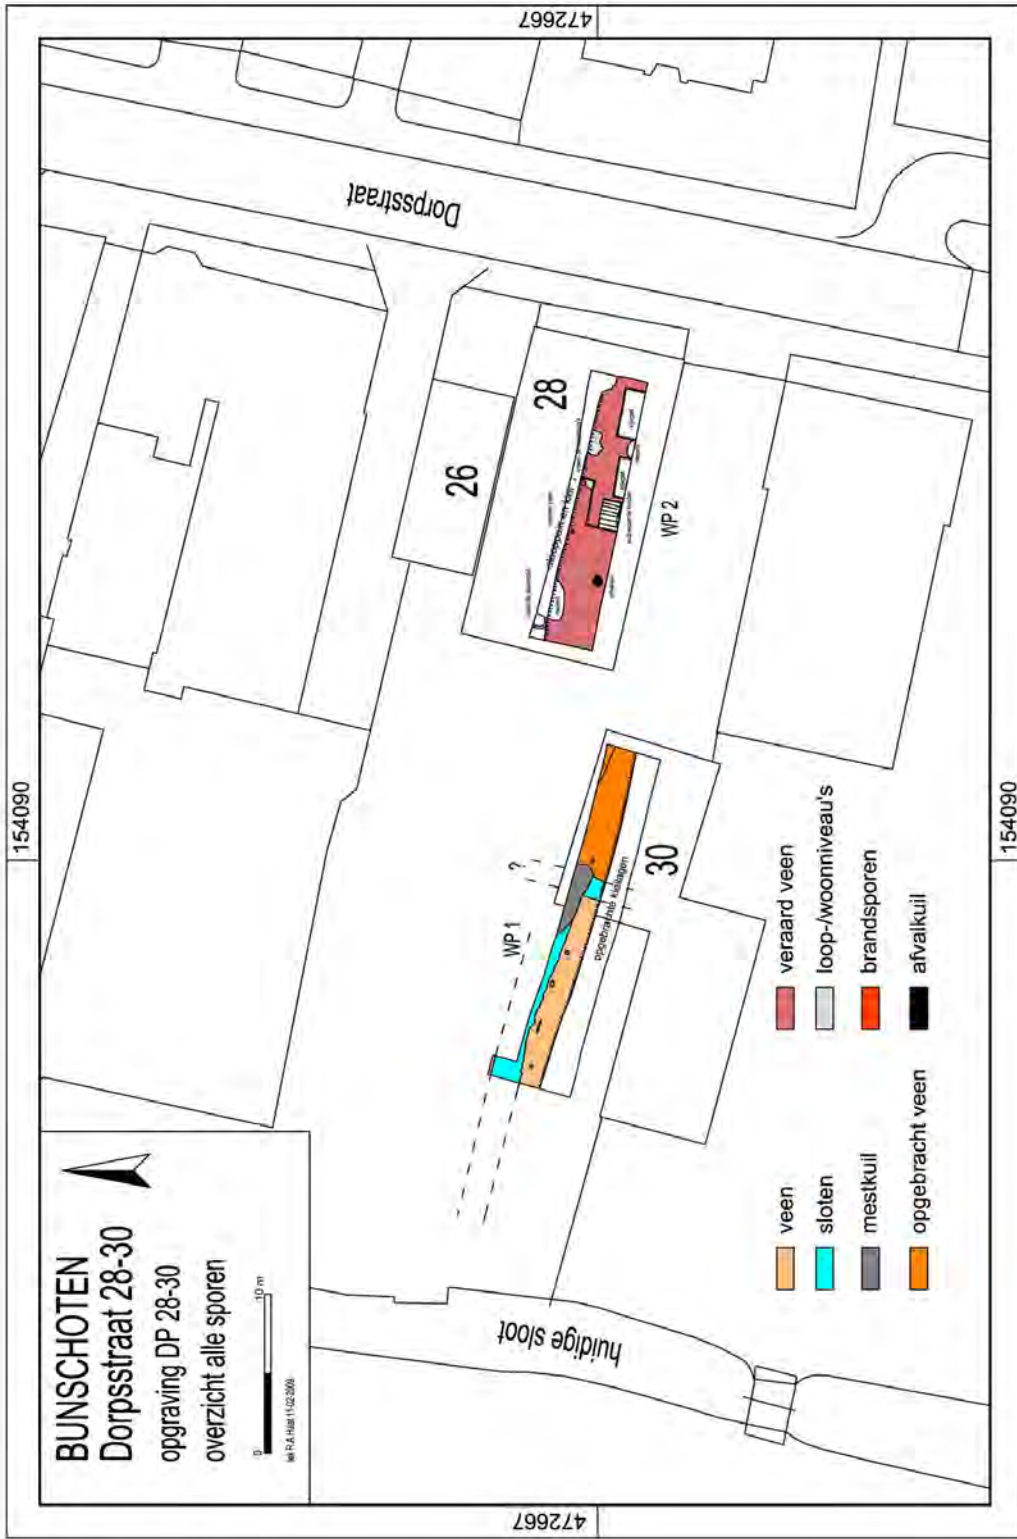 BUNSCHOTEN
Dorpsstraat 28-30
opgraving DP 28-30
overzicht alle sporen
0
10 m
154090
154090
472667
472667
Dorpsstraat
huidige sloot
26
28
30
WP 1
WP 2
?
opgebrachte kleilagen
veen
sloten
mestkuil
opgebracht veen
veraard veen
loop-/woonniveau's
brandsporen
afvalkuil